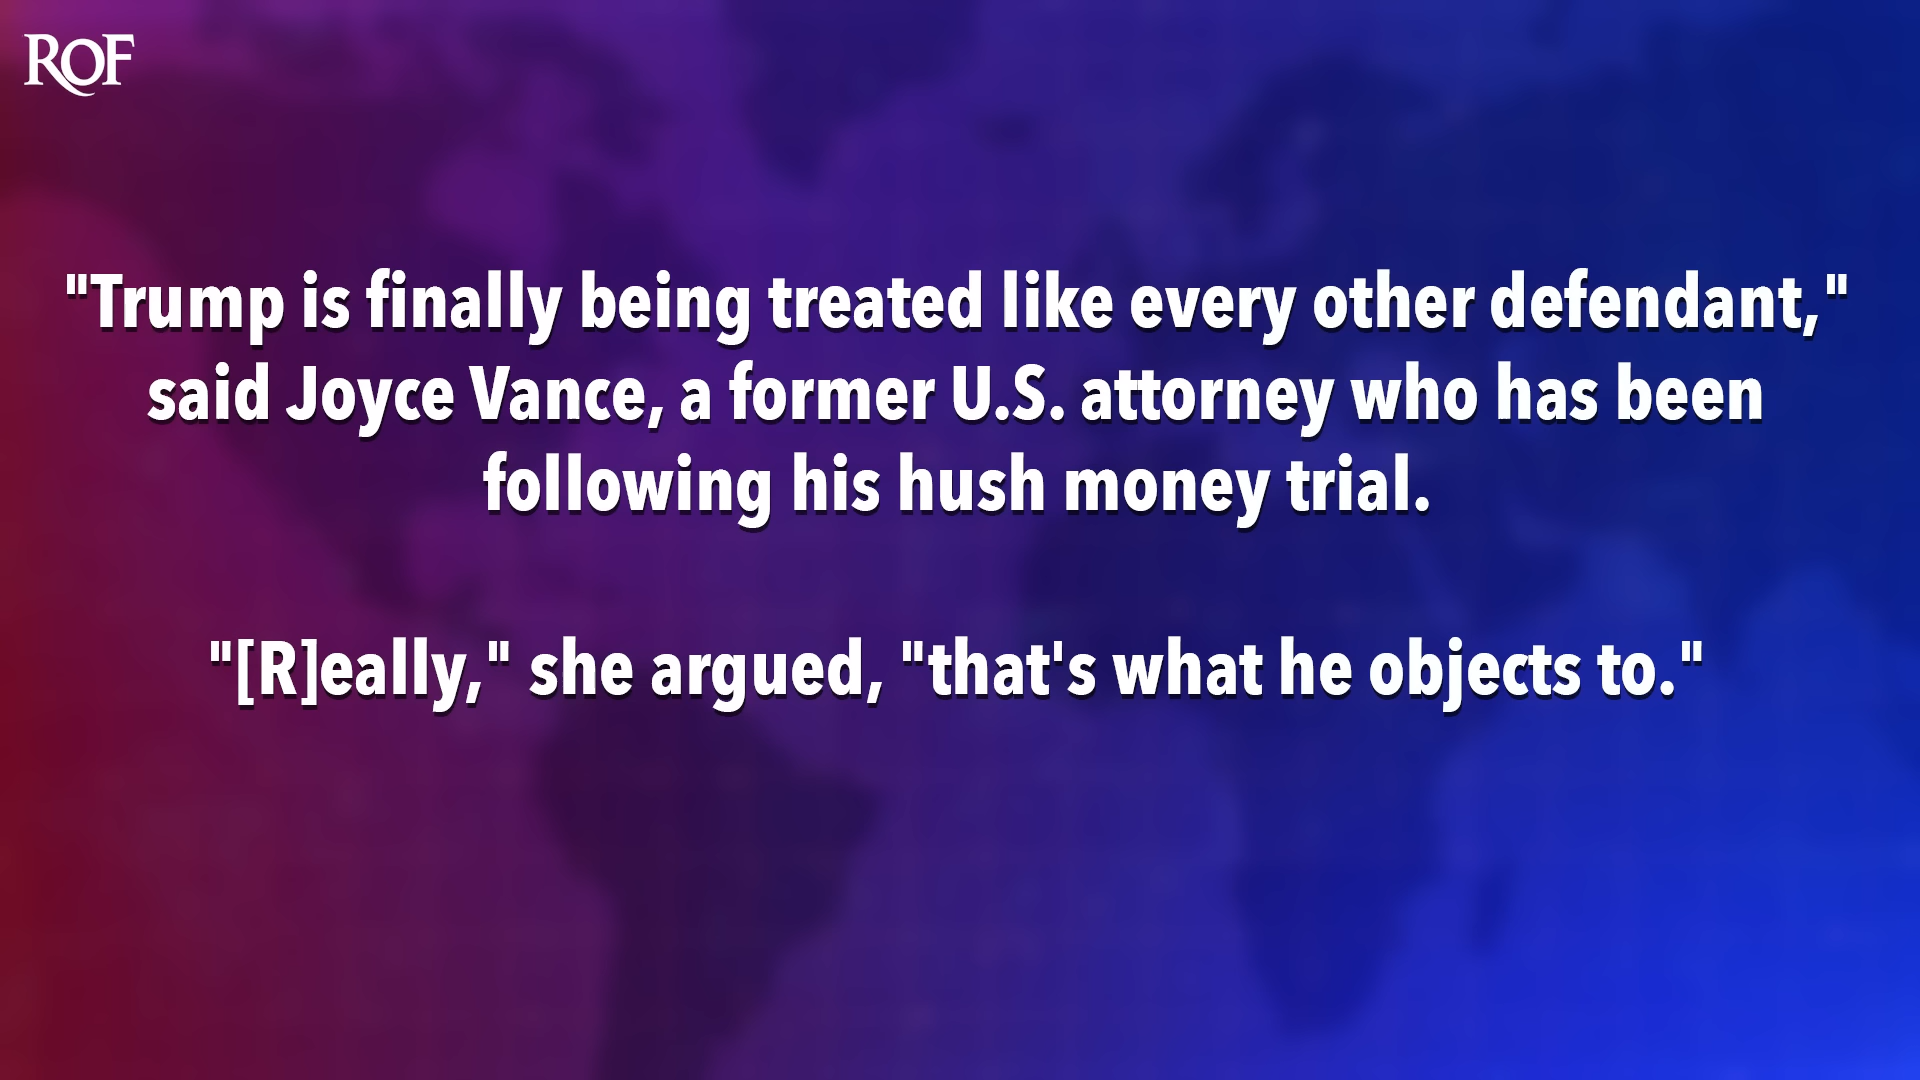 ROF
"Trump is finally being treated like every other defendant,"
said Joyce Vance, a former U.S. attorney who has been
following his hush money trial.
"[R]eally," she argued, "that's what he objects to."